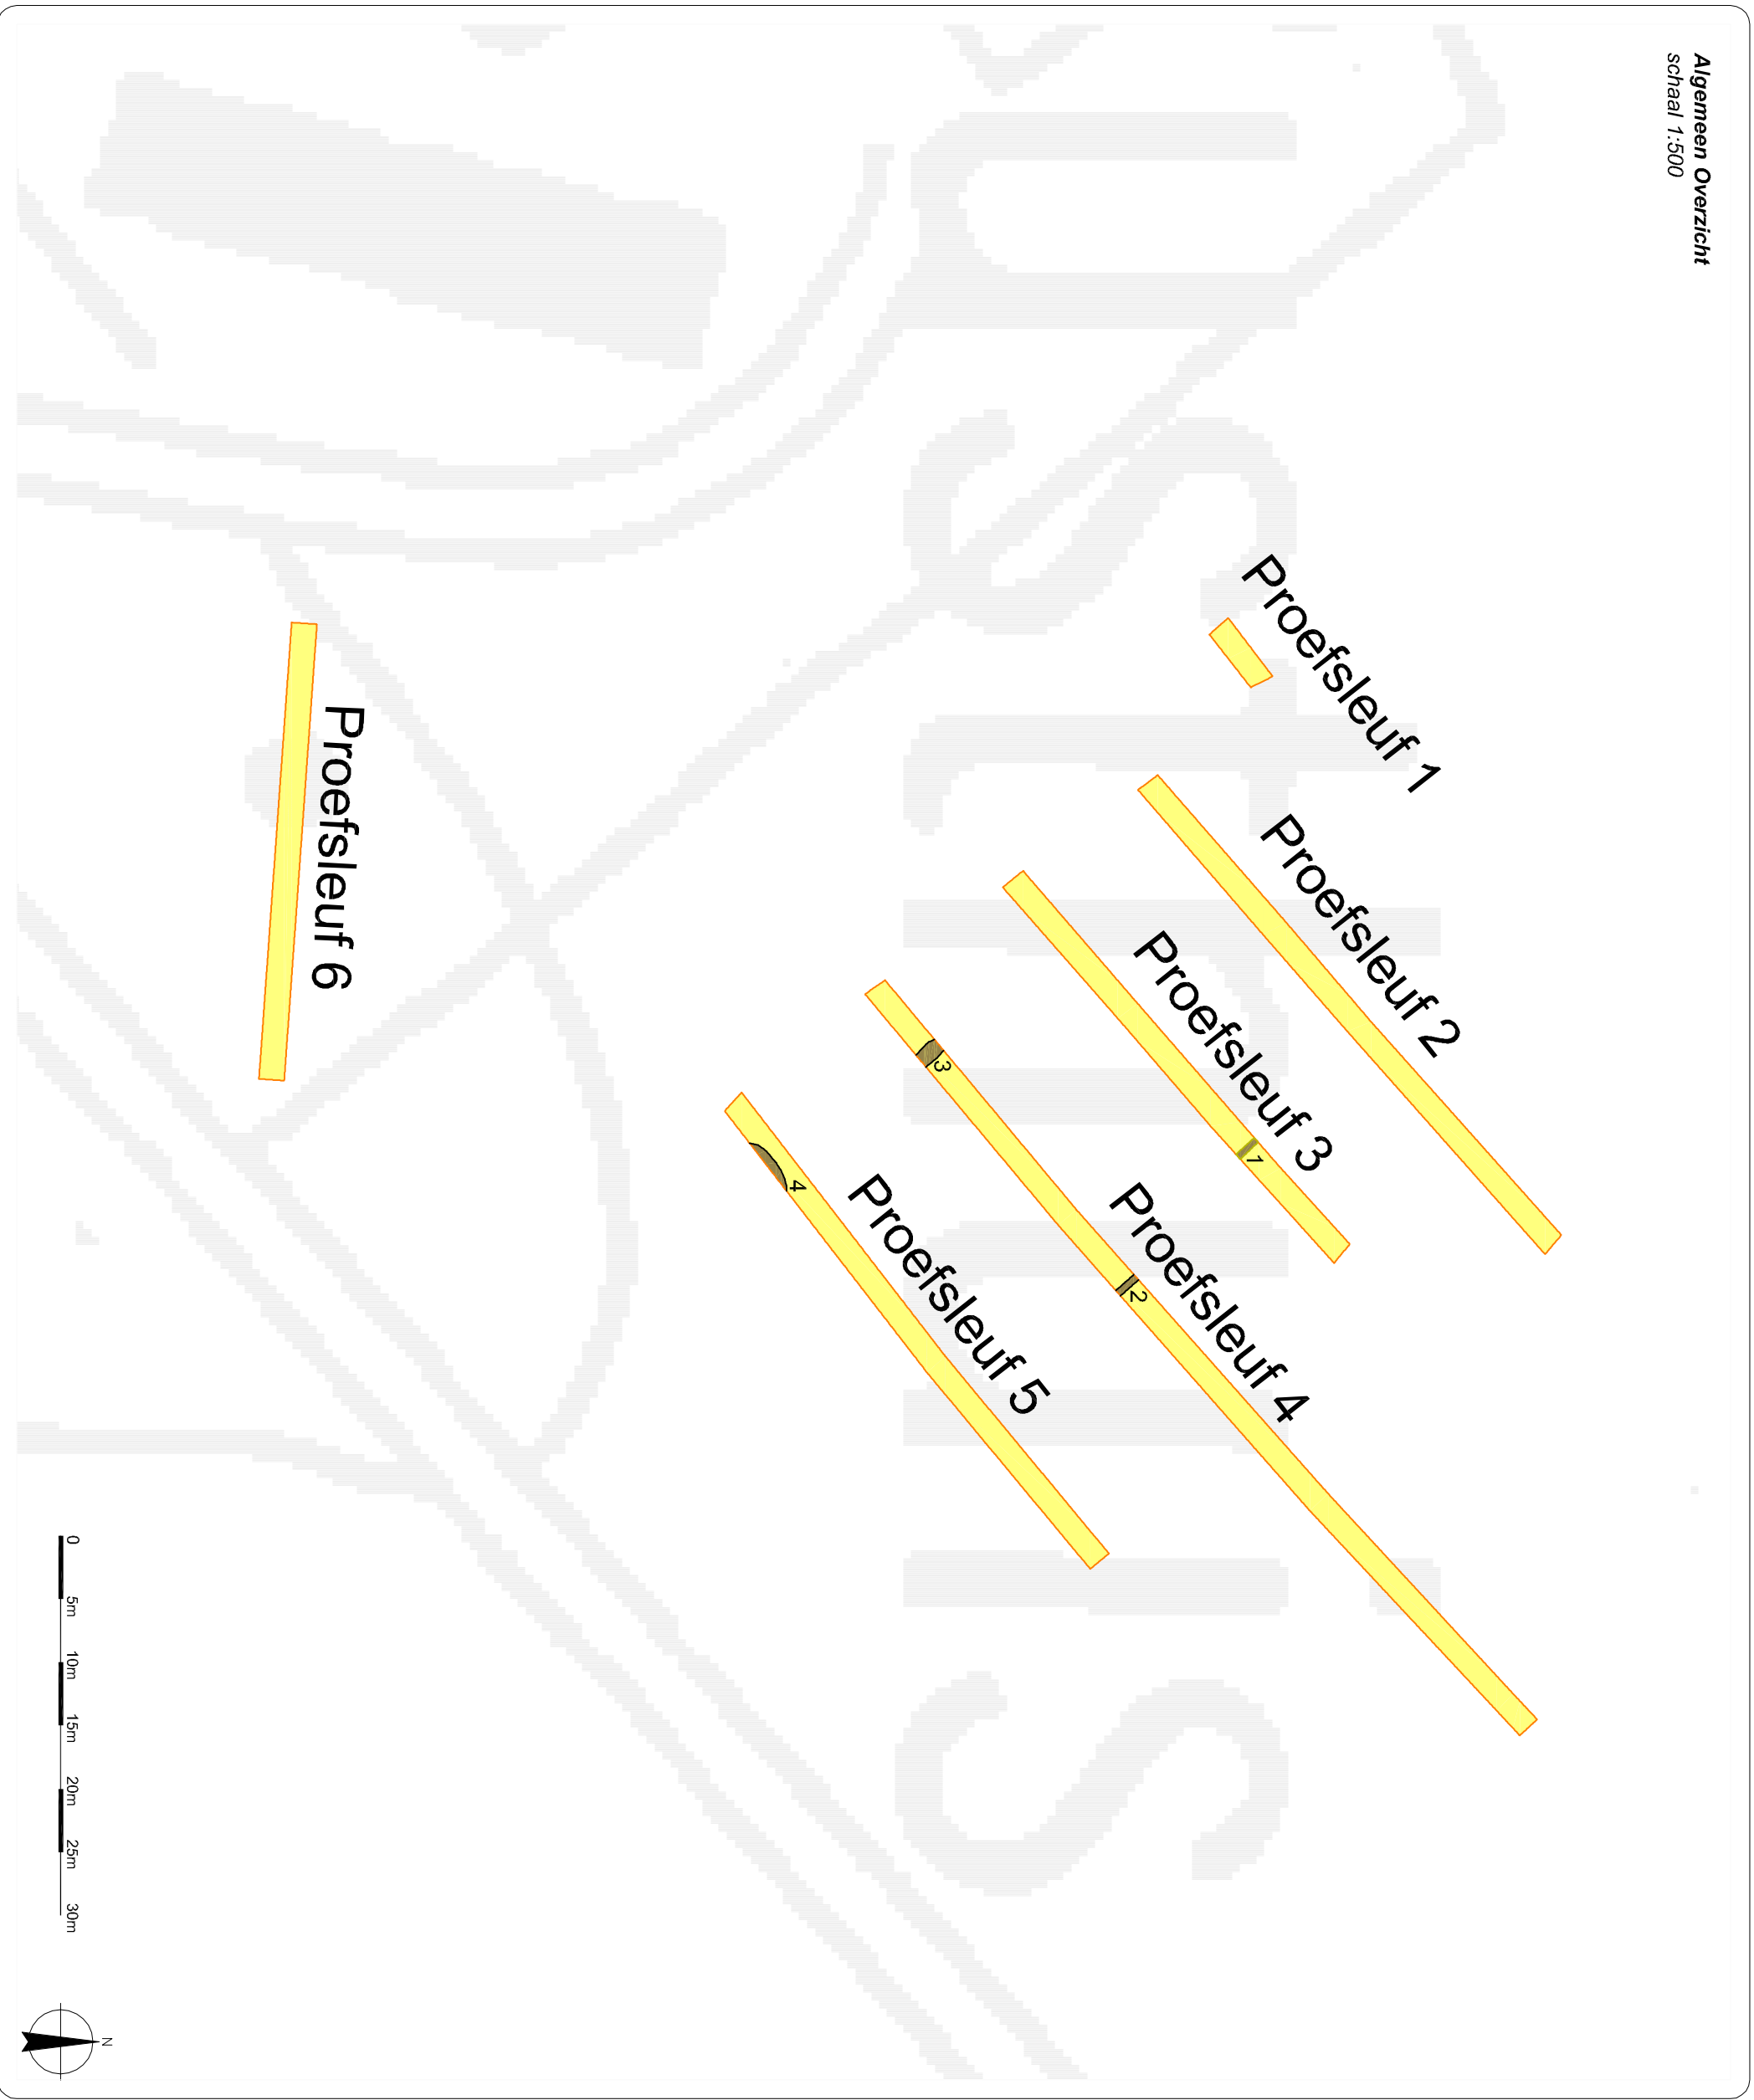 Algemeen Overzicht
schaal 1:500
Proefsleuf 1
Proefsleuf 2
Proefsleuf 3
1
Proefsleuf 4
3
2
Proefsleuf 5
4
Proefsleuf 6
0 5m 10m 15m 20m 25m 30m
N